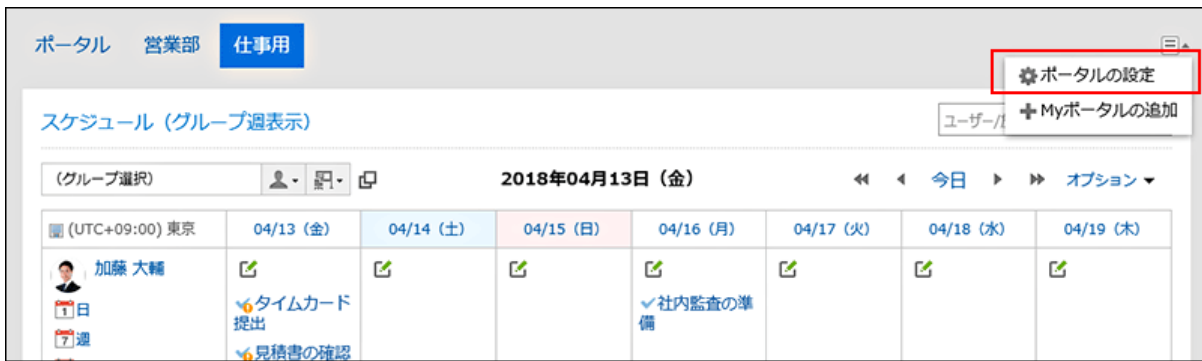 ポータル 営業部 仕事用
ポータルの設定
Myポータルの追加
スケジュール（グループ週表示）
ユーザー/
（グループ選択）
2018年04月13日（金）
今日
オプション
(UTC+09:00) 東京
04/13（金）
04/14（土）
04/15（日）
04/16（月）
04/17（火）
04/18（水）
04/19（木）
加藤 大輔
1日
7週
タイムカード
提出
見積書の確認
社内監査の準
備